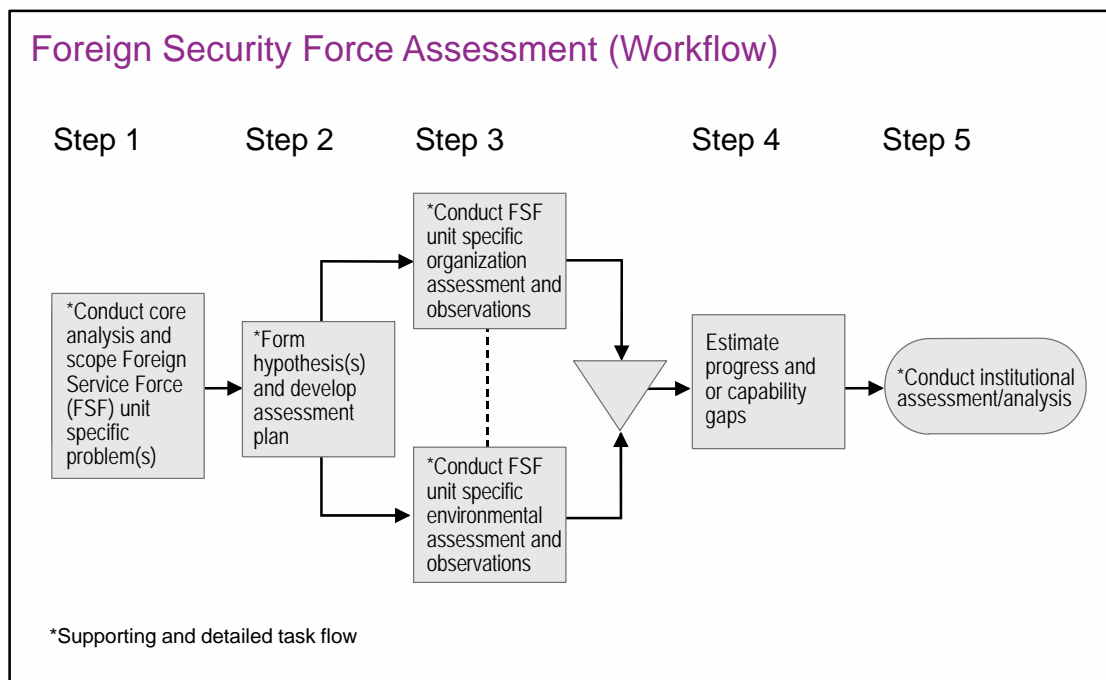 Foreign Security Force Assessment (Workflow)
Step 1
Step 2
Step 3
Step 4
Step 5
*Conduct core
analysis and
scope Foreign
Service Force
(FSF) unit
specific
problem(s)
*Form
hypothesis(s)
and develop
assessment
plan
*Conduct FSF
unit specific
organization
assessment and
observations
*Conduct FSF
unit specific
environmental
assessment and
observations
Estimate
progress and
or capability
gaps
*Conduct institutional
assessment/analysis
*Supporting and detailed task flow